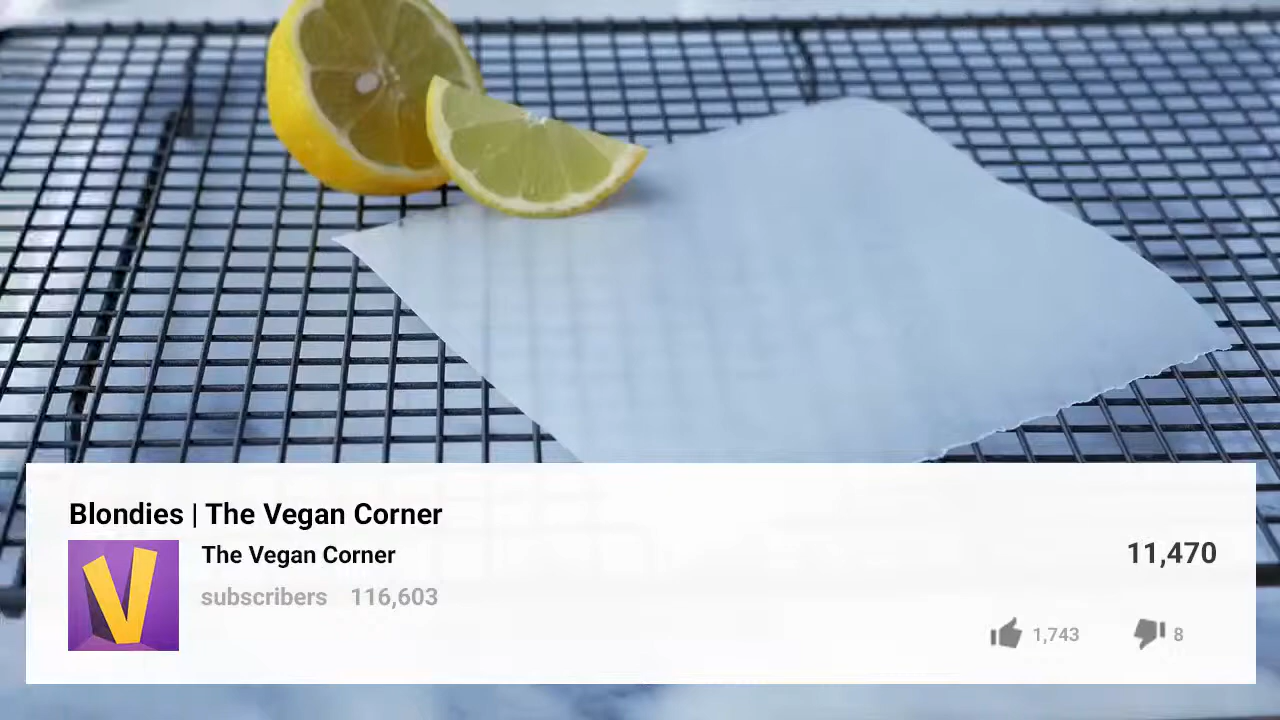 Blondies | The Vegan Corner
The Vegan Corner
11,470
subscribers 116,603
1,743 8